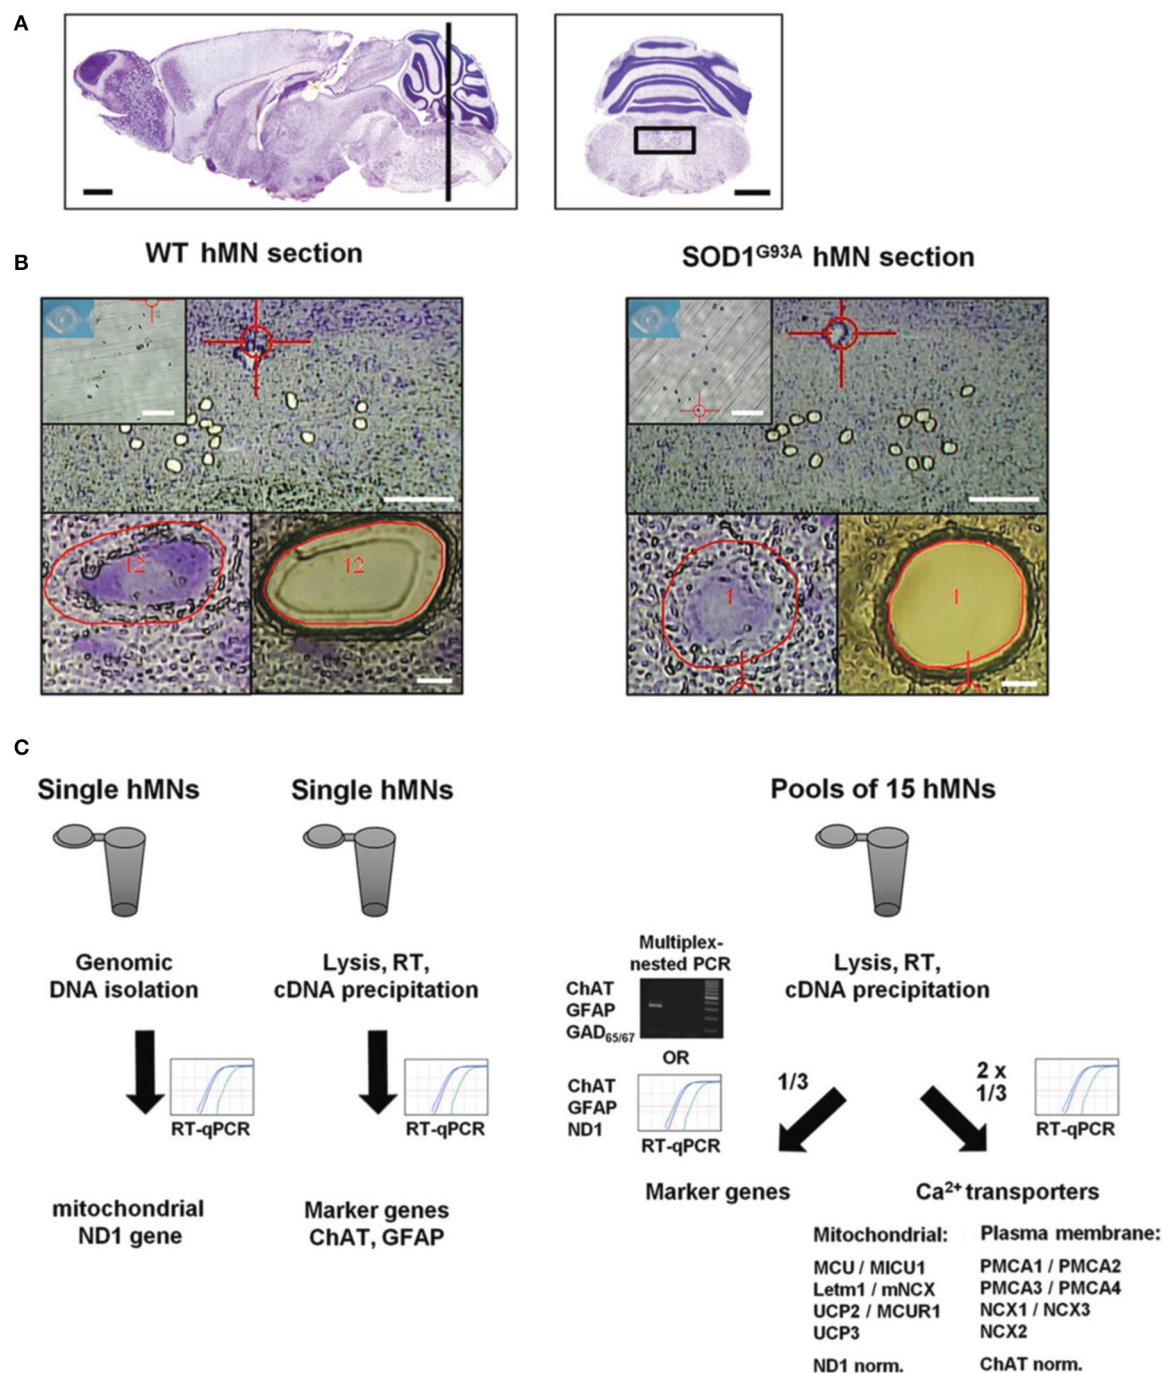 A
B
WT hMN section
SOD1G93A hMN section
12
12
1
1
C
Single hMNs
Genomic
DNA isolation
RT-qPCR
mitochondrial
ND1 gene
Single hMNs
Lysis, RT,
cDNA precipitation
RT-qPCR
Marker genes
ChAT, GFAP
Pools of 15 hMNs
Lysis, RT,
cDNA precipitation
Multiplex-
nested PCR
ChAT
GFAP
GAD65/67
OR
ChAT
GFAP
ND1
RT-qPCR
1/3
Marker genes
2 x
1/3
RT-qPCR
Ca2+ transporters
Mitochondrial:
MCU / MICU1
Letm1 / mNCX
UCP2 / MCUR1
UCP3
ND1 norm.
Plasma membrane:
PMCA1 / PMCA2
PMCA3 / PMCA4
NCX1 / NCX3
NCX2
ChAT norm.